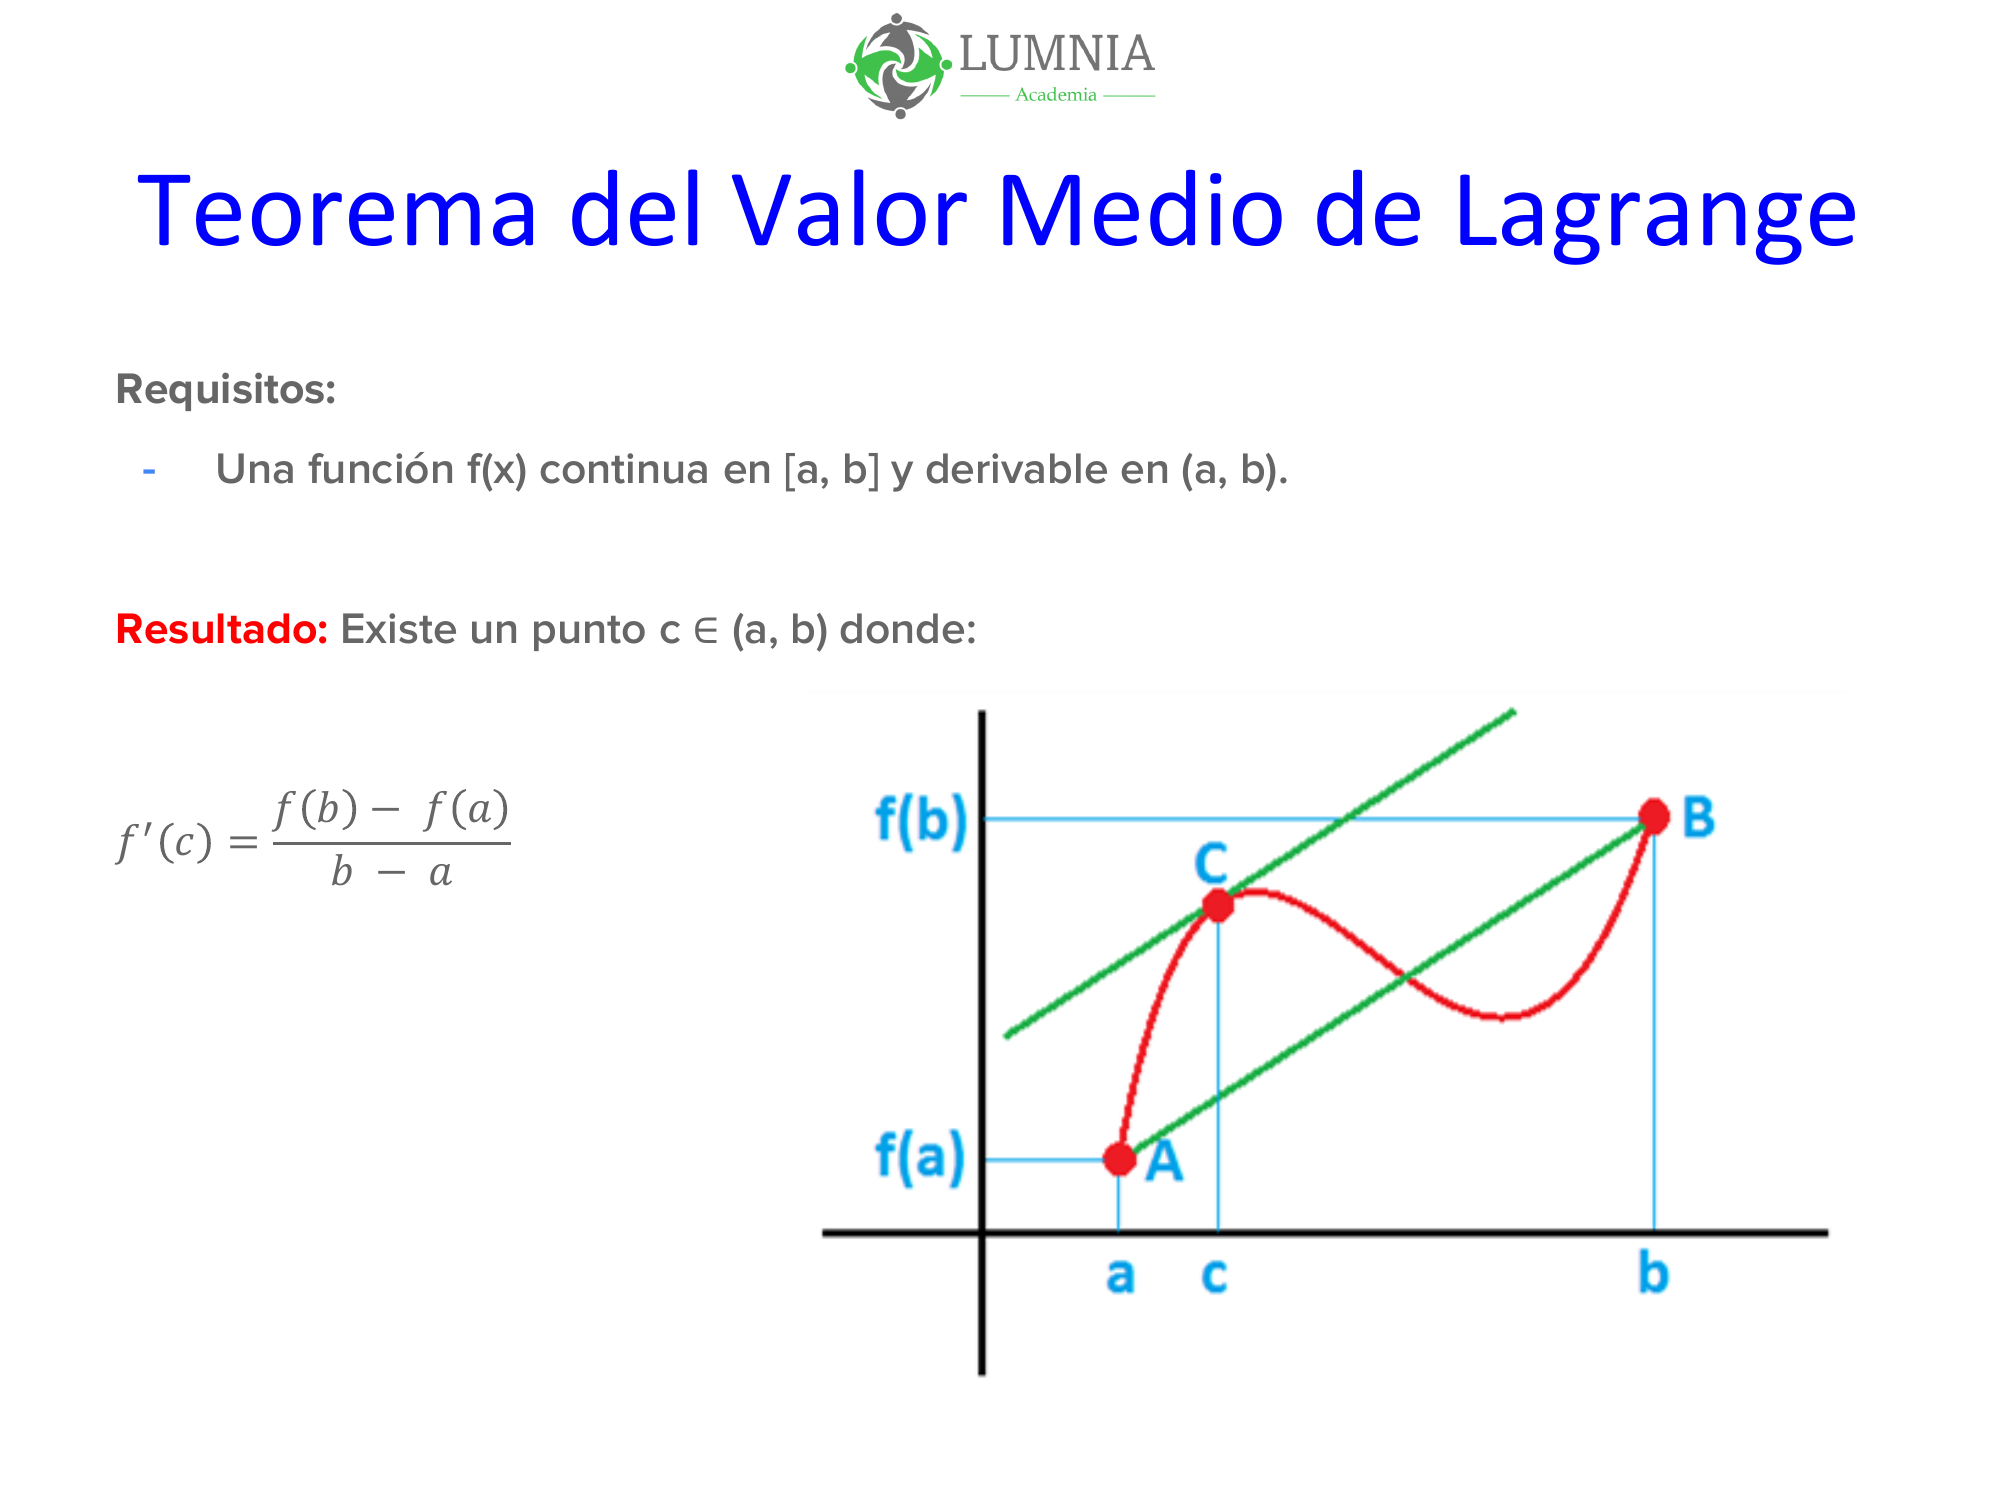 LUMNIA
Academia
Teorema del Valor Medio de Lagrange
Requisitos:
- Una función f(x) continua en [a, b] y derivable en (a, b).
Resultado: Existe un punto c ∈ (a, b) donde:
f′(c) = (f(b) − f(a)) / (b − a)
f(b)
B
C
f(a)
A
a c b